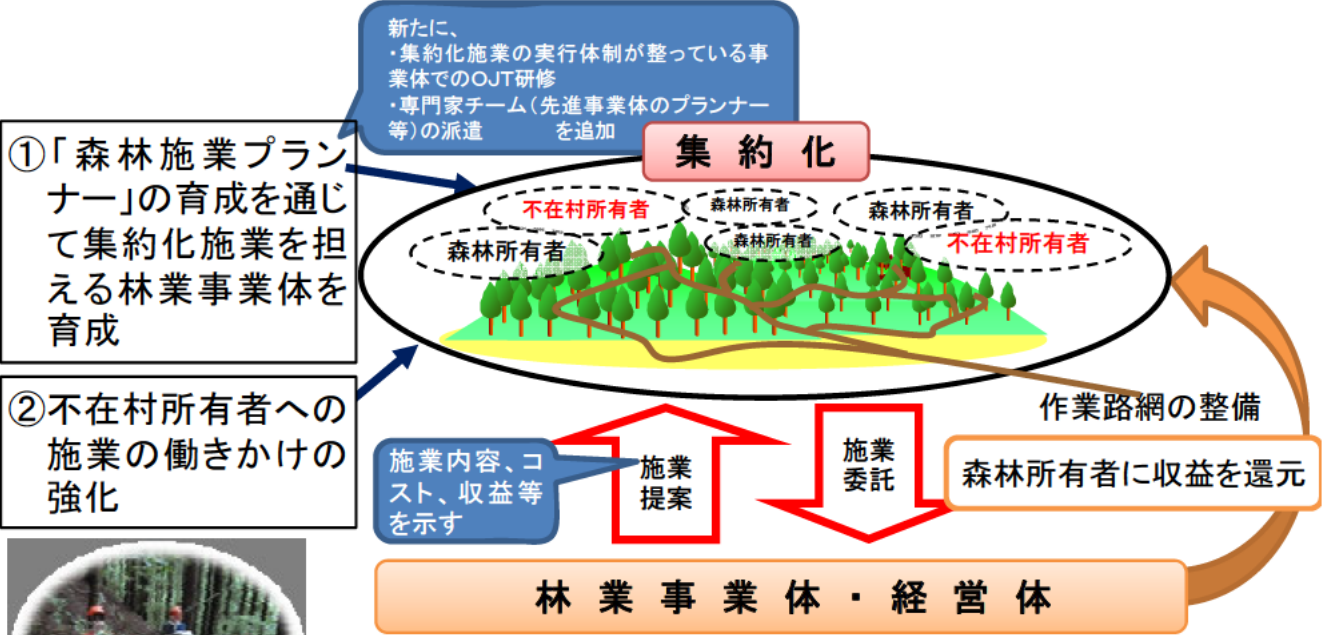 新たに、
・集約化施業の実行体制が整っている事
業体でのOJT研修
・専門家チーム(先進事業体のプランナー
等)の派遣　　　を追加
集約化
①「森林施業プラン
ナー」の育成を通じ
て集約化施業を担
える林業事業体を
育成
不在村所有者
森林所有者
森林所有者
森林所有者
森林所有者
不在村所有者
②不在村所有者への
施業の働きかけの
強化
作業路網の整備
施業内容、コ
スト、収益等
を示す
施業
提案
施業
委託
森林所有者に収益を還元
林業事業体・経営体